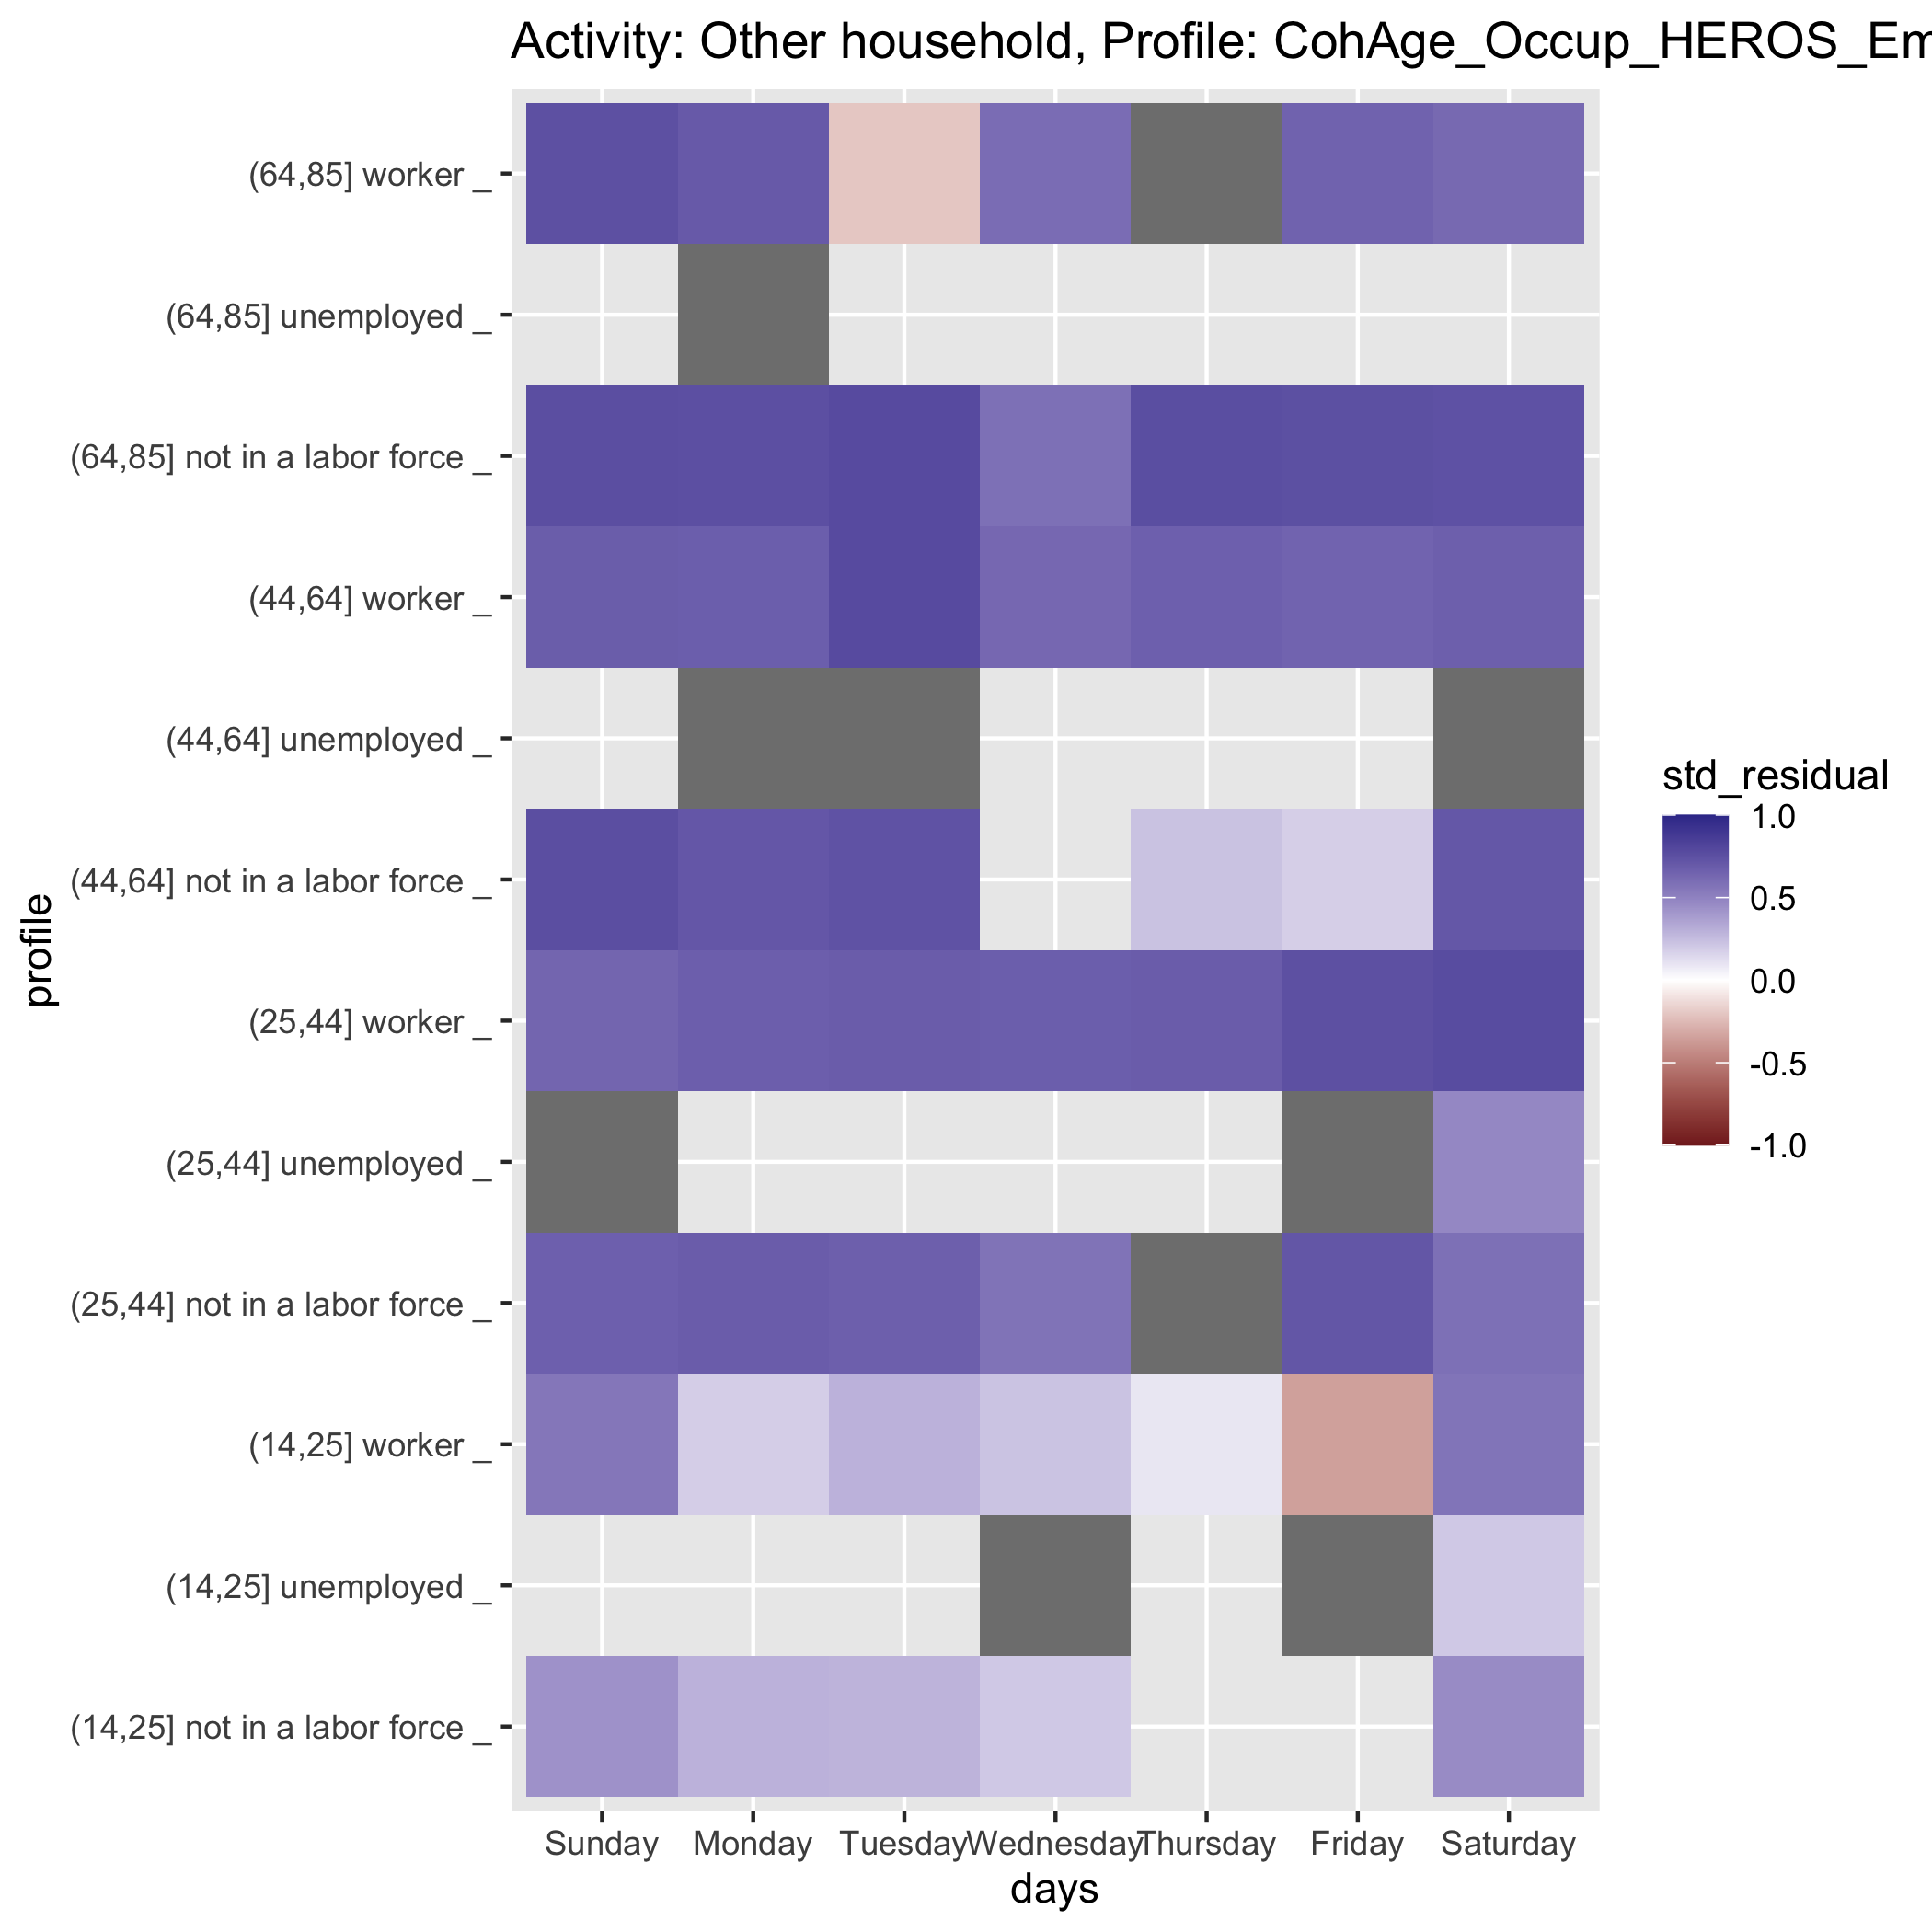 Activity: Other household, Profile: CohAge_Occup_HEROS_Em
(64,85] worker _
(64,85] unemployed _
(64,85] not in a labor force _
(44,64] worker _
(44,64] unemployed _
(44,64] not in a labor force _
(25,44] worker _
(25,44] unemployed _
(25,44] not in a labor force _
(14,25] worker _
(14,25] unemployed _
(14,25] not in a labor force _
profile
Sunday Monday Tuesday Wednesday Thursday Friday Saturday
days
std_residual
1.0
0.5
0.0
-0.5
-1.0